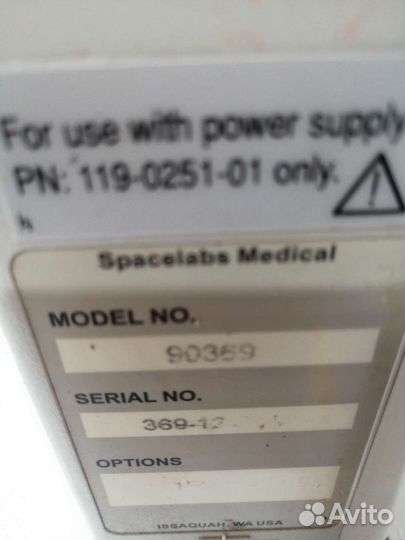 For use with power supply
PN: 119-0251-01 only.
h
Spacelabs Medical
MODEL NO.
90369
SERIAL NO.
OPTIONS
ISSAQUAH, WA USA
Avito